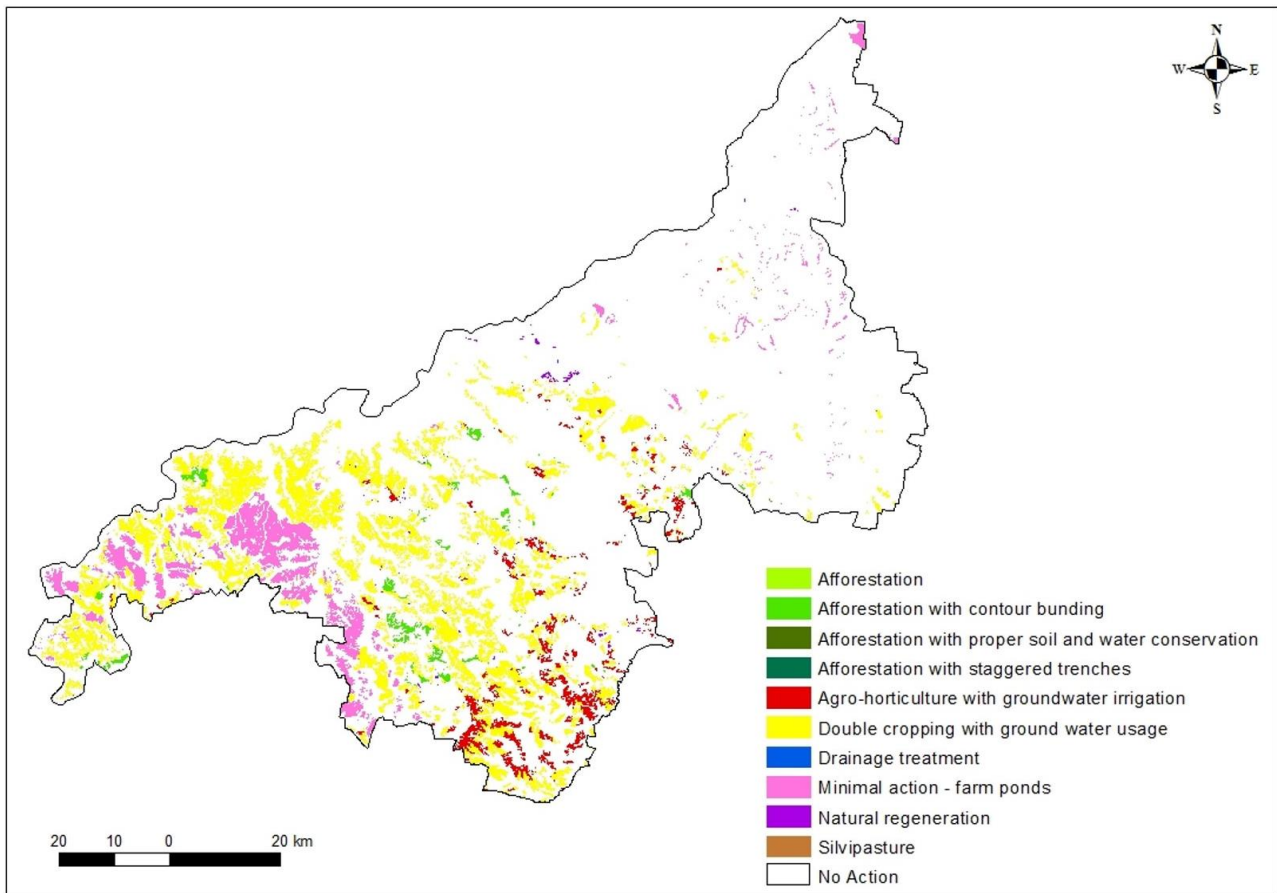 N
W E
S
Afforestation
Afforestation with contour bunding
Afforestation with proper soil and water conservation
Afforestation with staggered trenches
Agro-horticulture with groundwater irrigation
Double cropping with ground water usage
Drainage treatment
Minimal action - farm ponds
Natural regeneration
Silvipasture
No Action
20 10 0 20 km